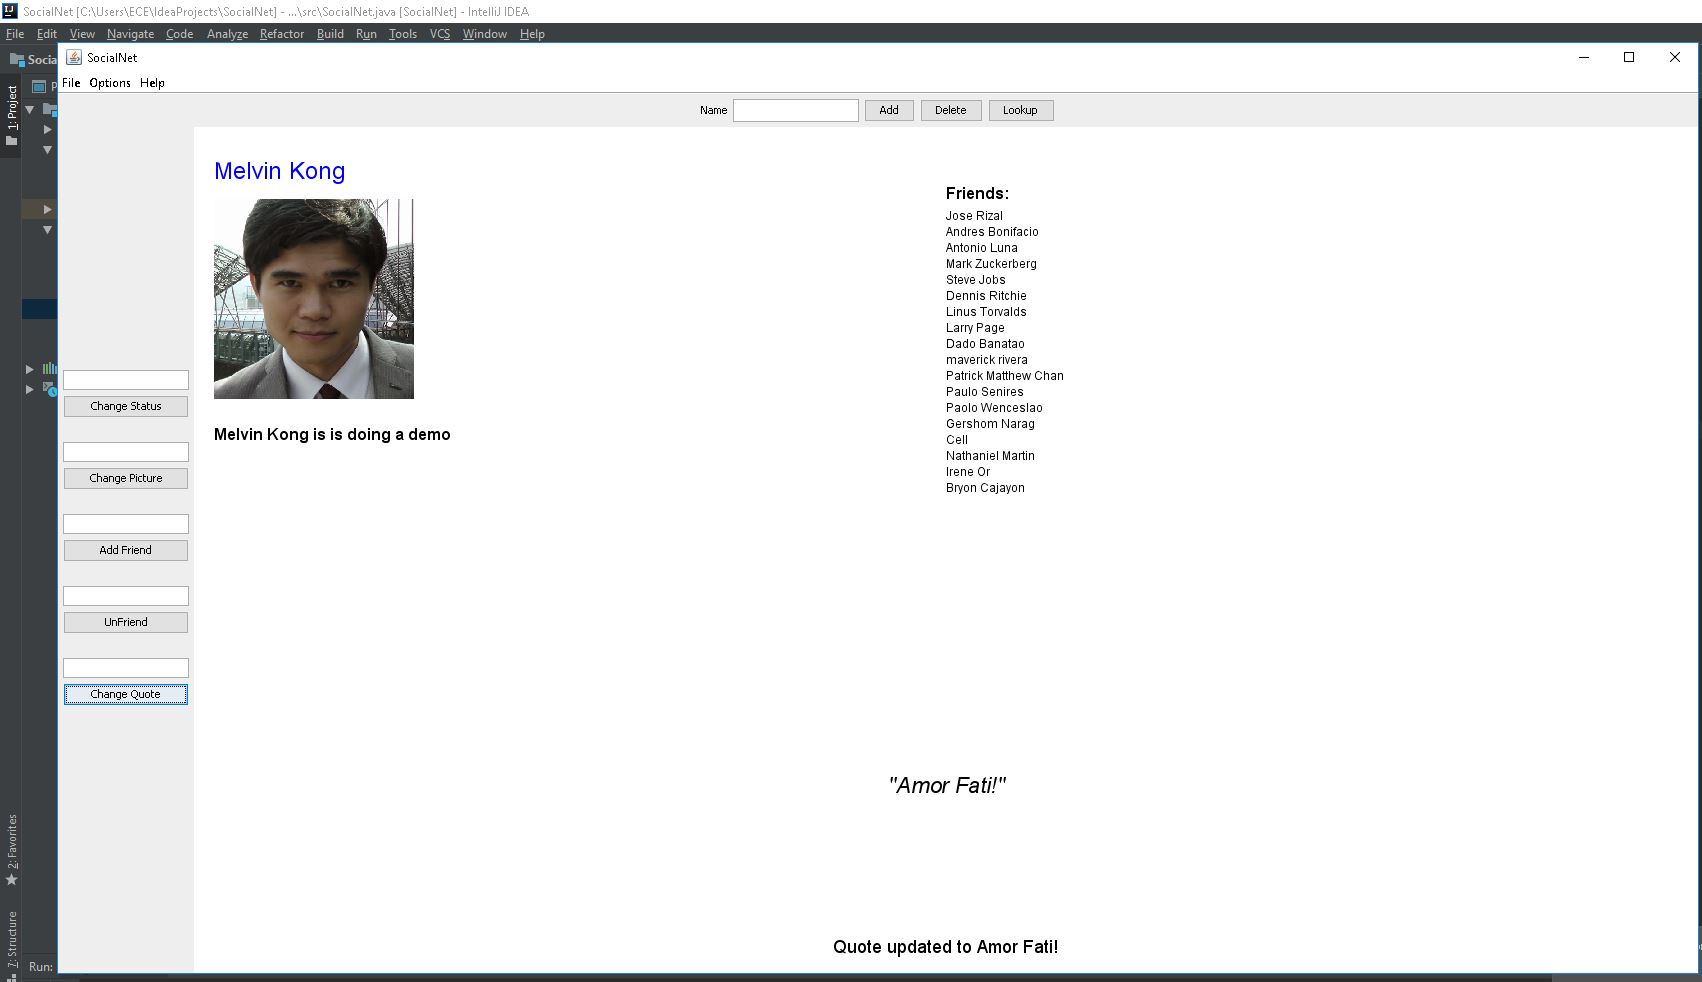 SocialNet [C:\Users\ECE\IdeaProjects\SocialNet] - ...\src\SocialNet.java [SocialNet] - IntelliJ IDEA
File Edit View Navigate Code Analyze Refactor Build Run Tools VCS Window Help
Socia
SocialNet
File Options Help
1: Project
P
Name Add Delete Lookup
Melvin Kong
Friends:
Jose Rizal
Andres Bonifacio
Antonio Luna
Mark Zuckerberg
Steve Jobs
Dennis Ritchie
Linus Torvalds
Larry Page
Dado Banatao
maverick rivera
Patrick Matthew Chan
Paulo Senires
Paolo Wenceslao
Gershom Narag
Cell
Nathaniel Martin
Irene Or
Bryon Cajayon
Melvin Kong is is doing a demo
Change Status
Change Picture
Add Friend
UnFriend
Change Quote
"Amor Fati!"
2: Favorites
7: Structure
Quote updated to Amor Fati!
Run: